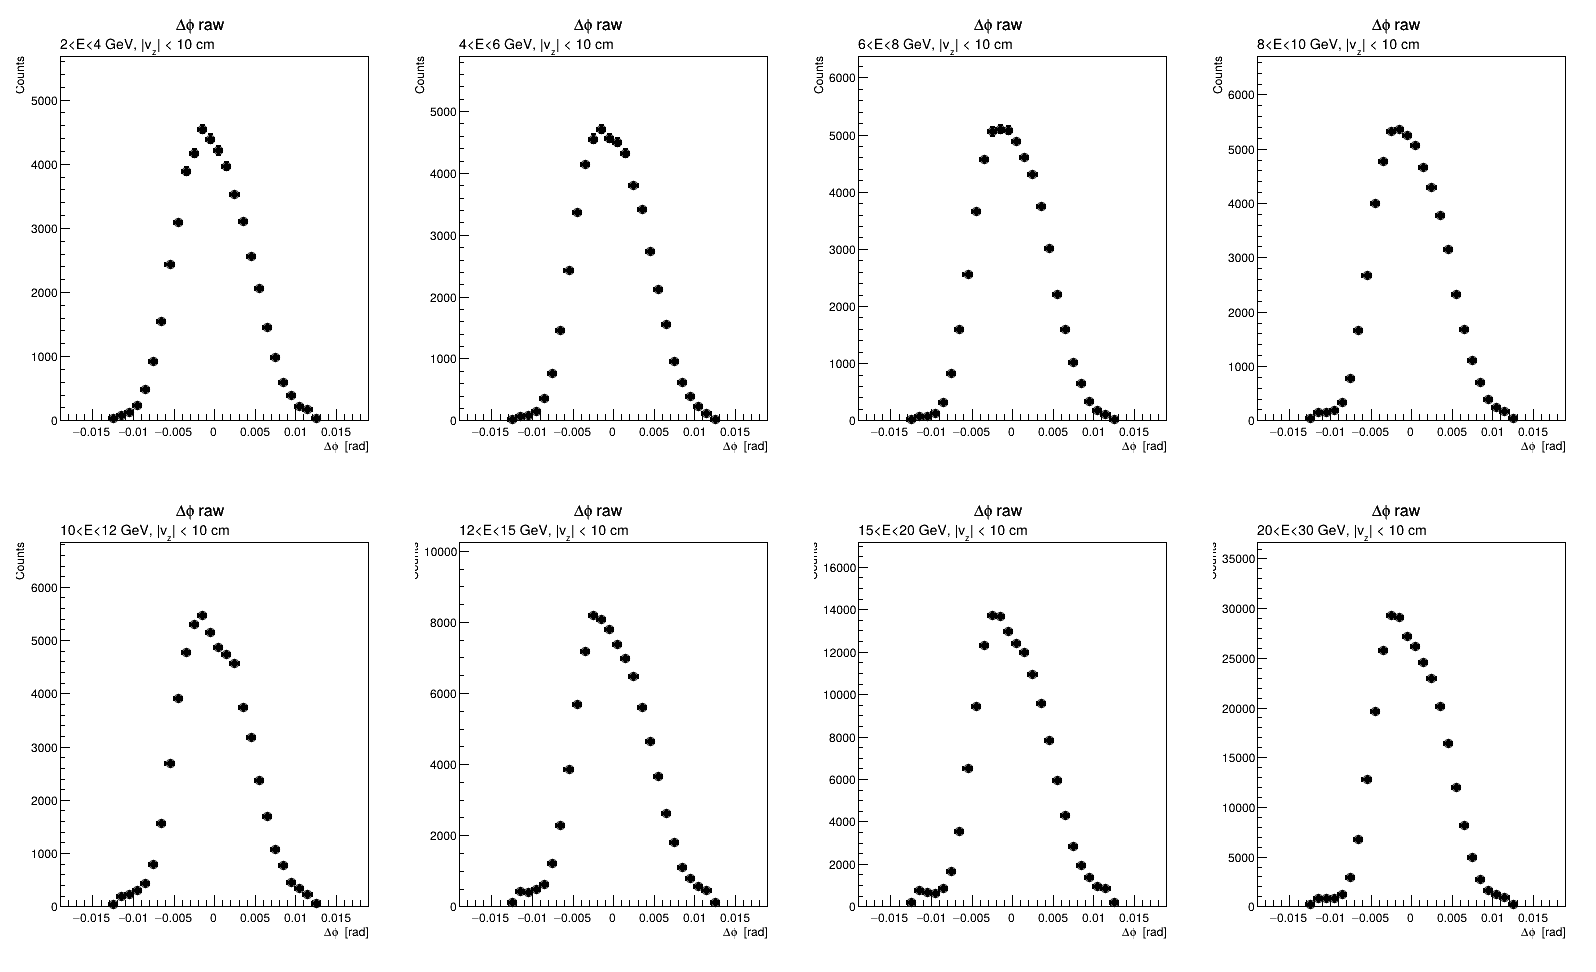 Δϕ raw
2<E<4 GeV, |v_z| < 10 cm
Counts
5000
4000
3000
2000
1000
0
−0.015 −0.01 −0.005 0 0.005 0.01 0.015
Δϕ [rad]
Δϕ raw
4<E<6 GeV, |v_z| < 10 cm
Counts
5000
4000
3000
2000
1000
0
−0.015 −0.01 −0.005 0 0.005 0.01 0.015
Δϕ [rad]
Δϕ raw
6<E<8 GeV, |v_z| < 10 cm
Counts
6000
5000
4000
3000
2000
1000
0
−0.015 −0.01 −0.005 0 0.005 0.01 0.015
Δϕ [rad]
Δϕ raw
8<E<10 GeV, |v_z| < 10 cm
Counts
6000
5000
4000
3000
2000
1000
0
−0.015 −0.01 −0.005 0 0.005 0.01 0.015
Δϕ [rad]
Δϕ raw
10<E<12 GeV, |v_z| < 10 cm
Counts
6000
5000
4000
3000
2000
1000
0
−0.015 −0.01 −0.005 0 0.005 0.01 0.015
Δϕ [rad]
Δϕ raw
12<E<15 GeV, |v_z| < 10 cm
Counts
10000
8000
6000
4000
2000
0
−0.015 −0.01 −0.005 0 0.005 0.01 0.015
Δϕ [rad]
Δϕ raw
15<E<20 GeV, |v_z| < 10 cm
Counts
16000
14000
12000
10000
8000
6000
4000
2000
0
−0.015 −0.01 −0.005 0 0.005 0.01 0.015
Δϕ [rad]
Δϕ raw
20<E<30 GeV, |v_z| < 10 cm
Counts
35000
30000
25000
20000
15000
10000
5000
0
−0.015 −0.01 −0.005 0 0.005 0.01 0.015
Δϕ [rad]